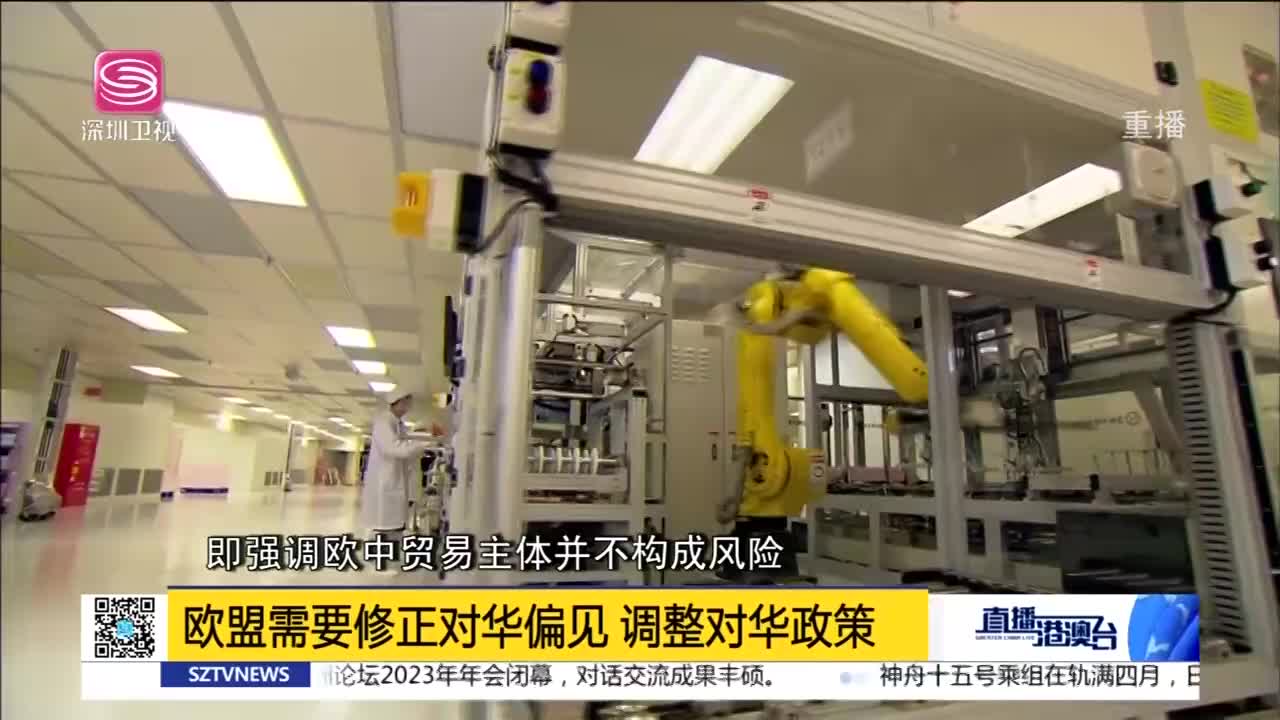 深圳卫视
重播
即强调欧中贸易主体并不构成风险
欧盟需要修正对华偏见 调整对华政策
直播港澳台
GREATER CHINA LIVE
SZTVNEWS
论坛2023年年会闭幕，对话交流成果丰硕。
神舟十五号乘组在轨满四月，